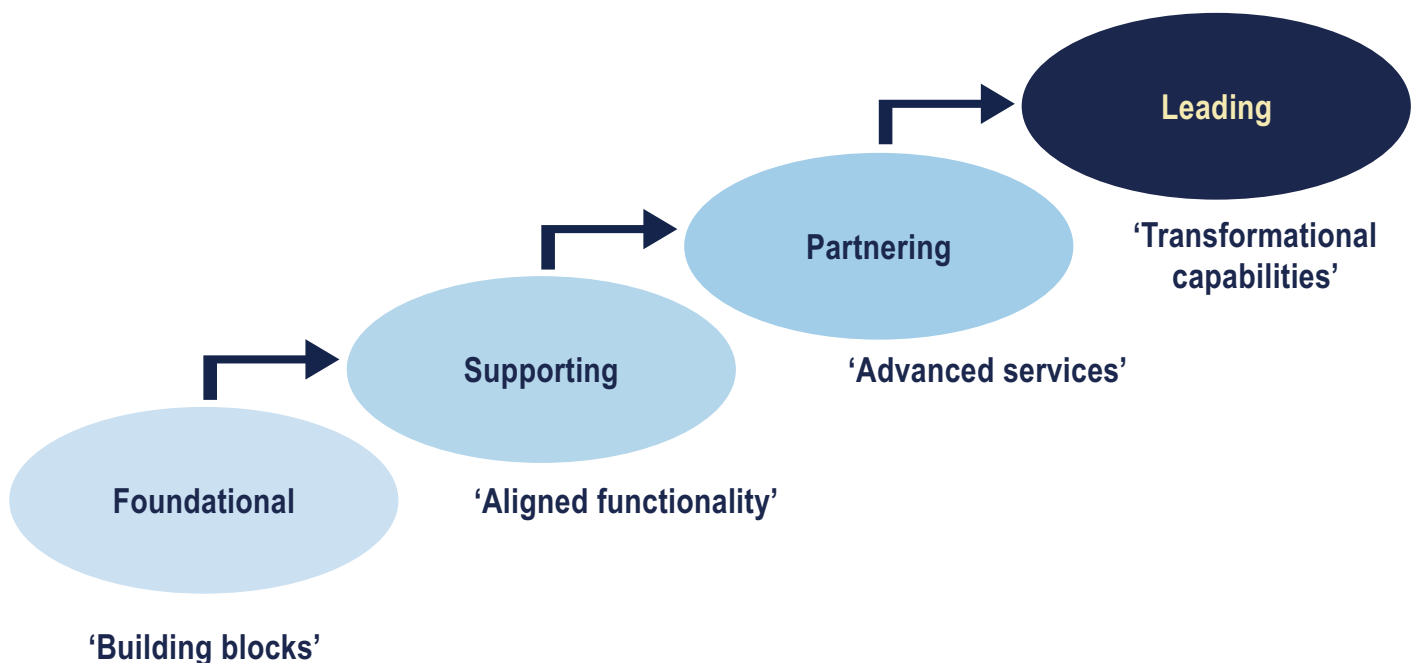 Leading
‘Transformational
capabilities’
Partnering
‘Advanced services’
Supporting
‘Aligned functionality’
Foundational
‘Building blocks’